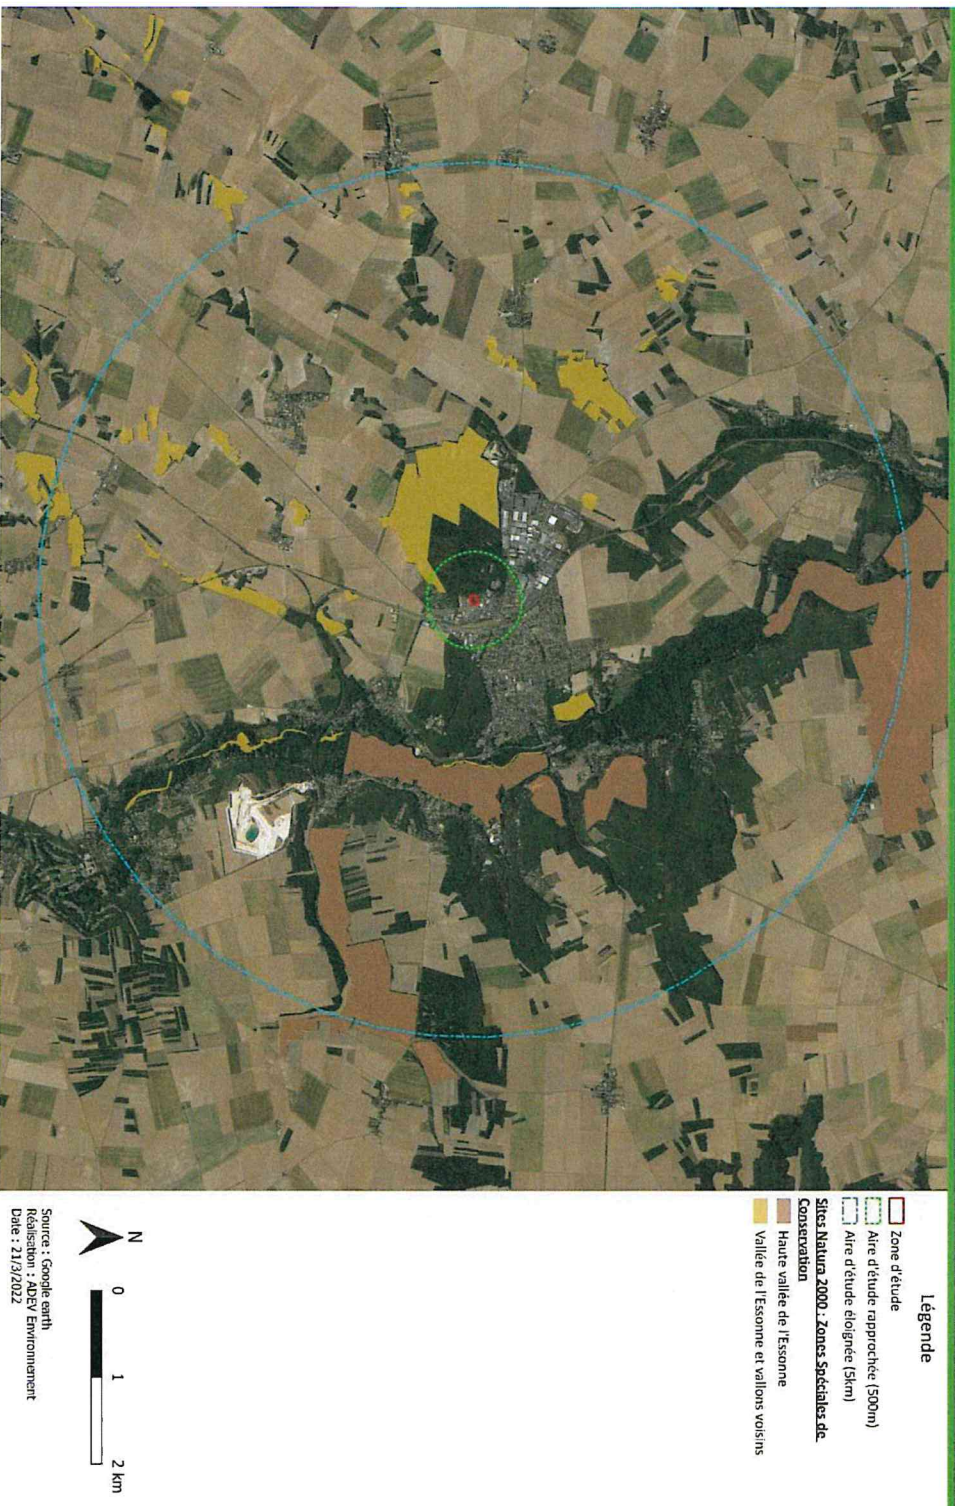 Légende
Zone d'étude
Aire d'étude rapprochée (500m)
Aire d'étude éloignée (5km)
Sites Natura 2000 : Zones Spéciales de
Conservation
Haute vallée de l'Essonne
Vallée de l'Essonne et vallons voisins
N
0 1 2 km
Source : Google earth
Réalisation : ADEV Environnement
Date : 21/3/2022